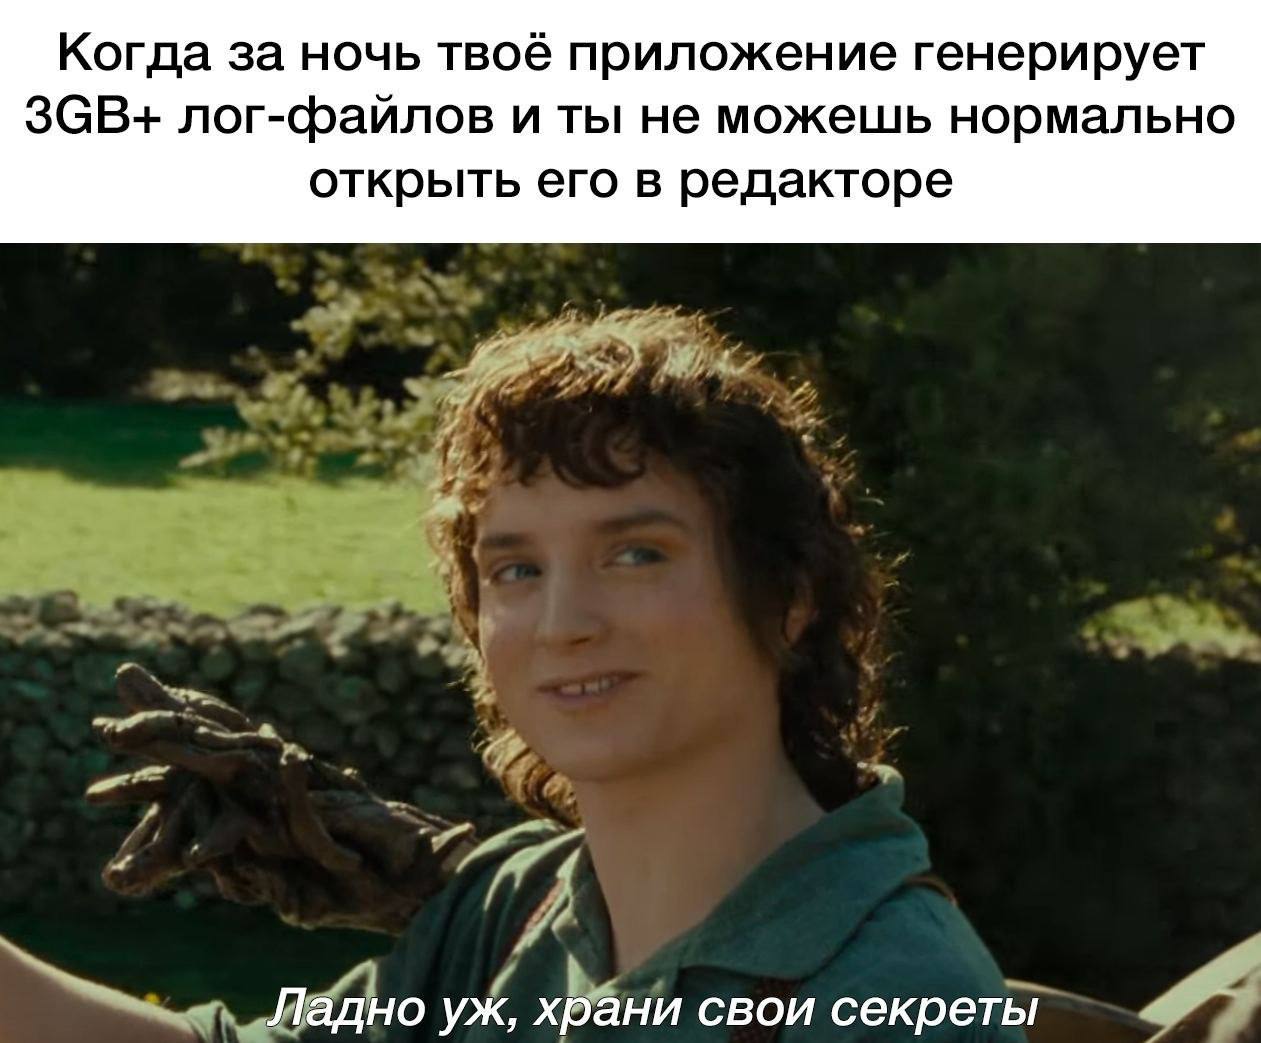 Когда за ночь твоё приложение генерирует
3GB+ лог-файлов и ты не можешь нормально
открыть его в редакторе
Ладно уж, храни свои секреты